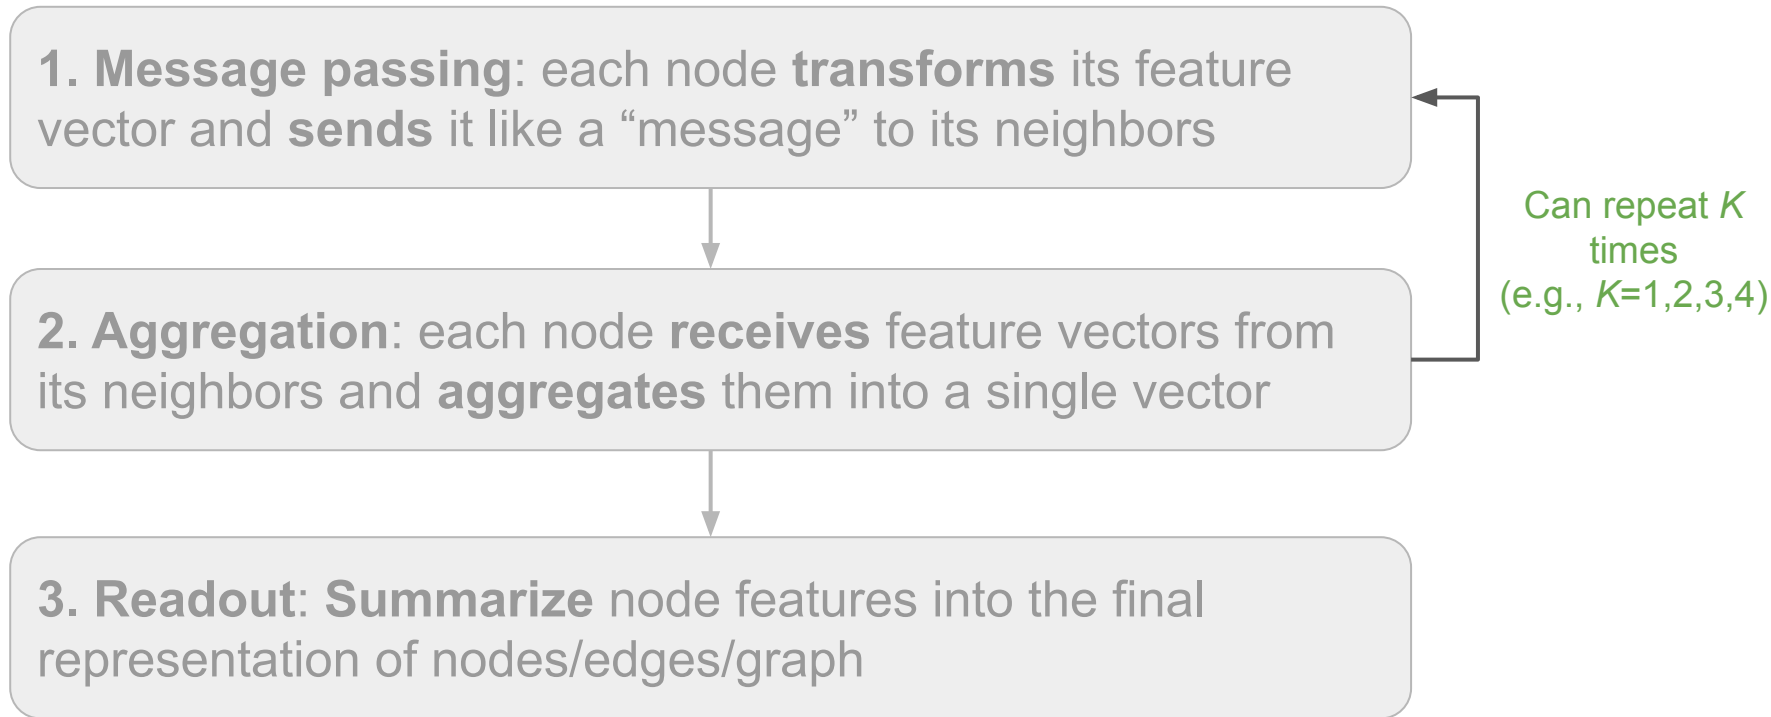 1. Message passing: each node transforms its feature
vector and sends it like a “message” to its neighbors
Can repeat K
times
(e.g., K=1,2,3,4)
2. Aggregation: each node receives feature vectors from
its neighbors and aggregates them into a single vector
3. Readout: Summarize node features into the final
representation of nodes/edges/graph